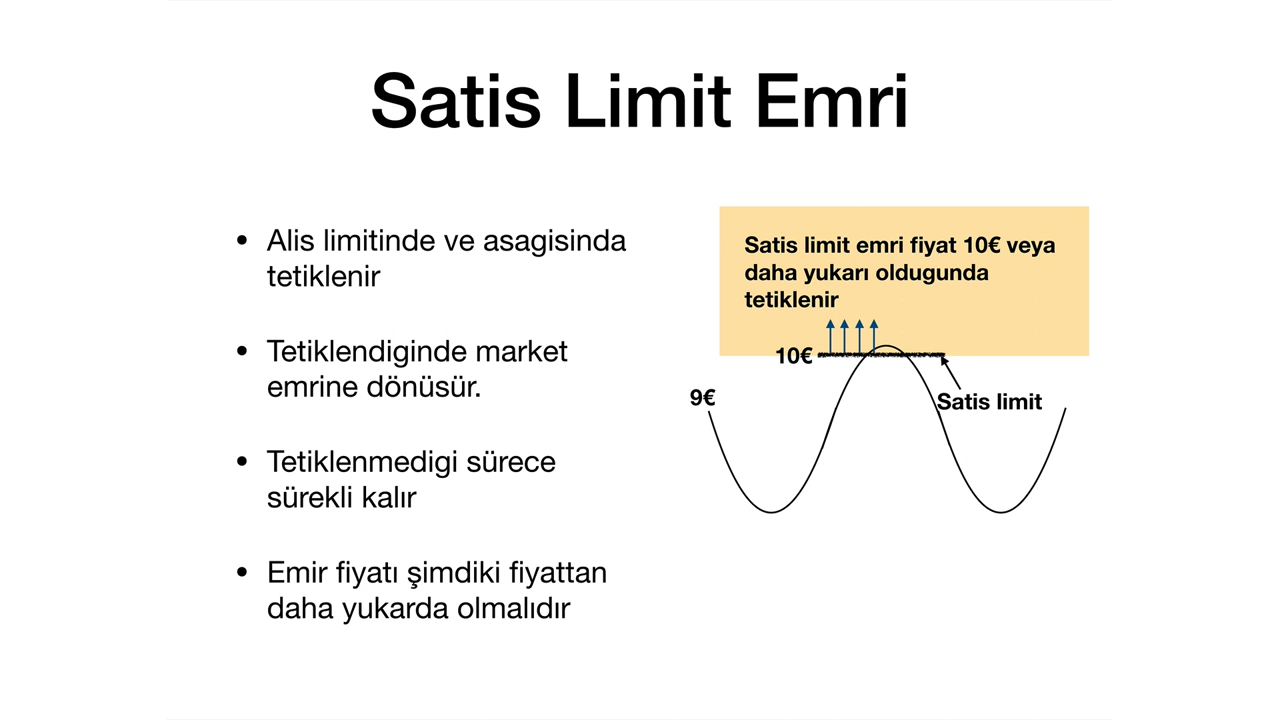 Satis Limit Emri
• Alis limitinde ve asagisinda
tetiklenir
• Tetiklendiginde market
emrine dönüsür.
• Tetiklenmedigi sürece
sürekli kalır
• Emir fiyatı şimdiki fiyattan
daha yukarda olmalıdır
Satis limit emri fiyat 10€ veya
daha yukarı oldugunda
tetiklenir
10€
9€
Satis limit